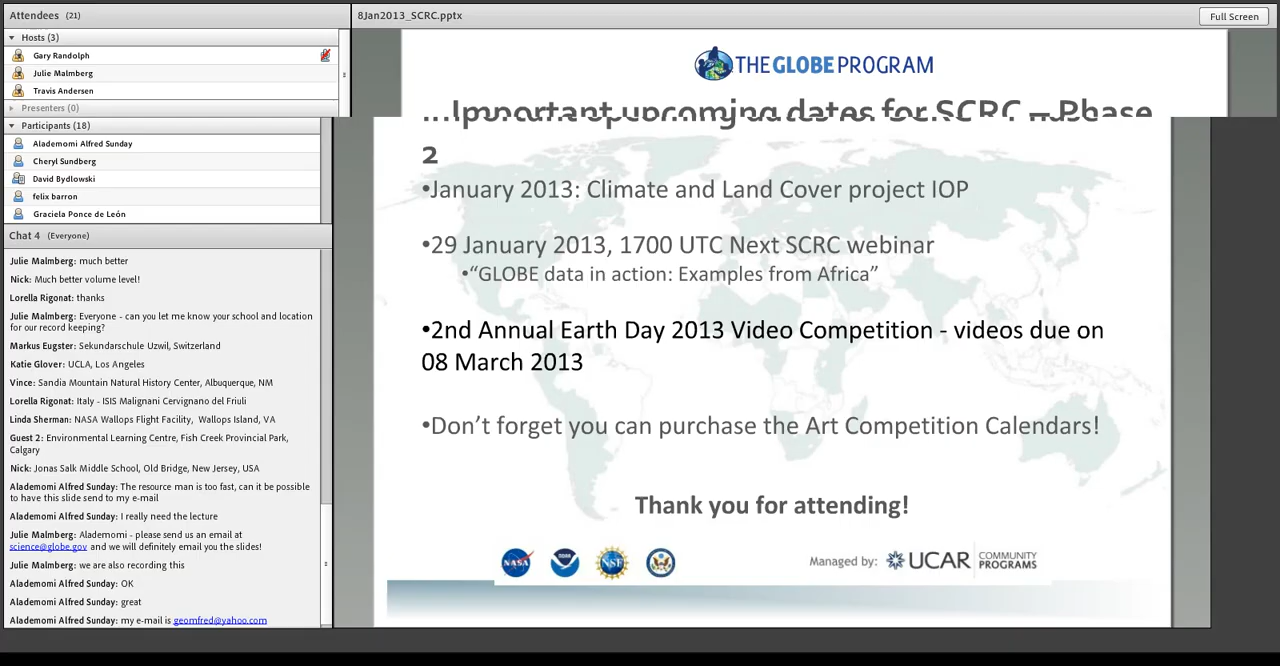 Attendees (21)
Hosts (3)
Gary Randolph
Julie Malmberg
Travis Andersen
Presenters (0)
Participants (18)
Alademomi Alfred Sunday
Cheryl Sundberg
David Bydlowski
felix barron
Graciela Ponce de León
Chat 4 (Everyone)
Julie Malmberg: much better
Nick: Much better volume level!
Lorella Rigonat: thanks
Julie Malmberg: Everyone - can you let me know your school and location
for our record keeping?
Markus Eugster: Sekundarschule Uzwil, Switzerland
Katie Glover: UCLA, Los Angeles
Vince: Sandia Mountain Natural History Center, Albuquerque, NM
Lorella Rigonat: Italy - ISIS Malignani Cervignano del Friuli
Linda Sherman: NASA Wallops Flight Facility, Wallops Island, VA
Guest 2: Environmental Learning Centre, Fish Creek Provincial Park,
Calgary
Nick: Jonas Salk Middle School, Old Bridge, New Jersey, USA
Alademomi Alfred Sunday: The resource man is too fast, can it be possible
to have this slide send to my e-mail
Alademomi Alfred Sunday: I really need the lecture
Julie Malmberg: Alademomi - please send us an email at
science@globe.gov and we will definitely email you the slides!
Julie Malmberg: we are also recording this
Alademomi Alfred Sunday: OK
Alademomi Alfred Sunday: great
Alademomi Alfred Sunday: my e-mail is geomfred@yahoo.com
8Jan2013_SCRC.pptx
Full Screen
THE GLOBE PROGRAM
...Important upcoming dates for SCRC – Phase
2
•January 2013: Climate and Land Cover project IOP
•29 January 2013, 1700 UTC Next SCRC webinar
•“GLOBE data in action: Examples from Africa”
•2nd Annual Earth Day 2013 Video Competition - videos due on
08 March 2013
•Don’t forget you can purchase the Art Competition Calendars!
Thank you for attending!
NASA
NOAA
NSF
Managed by:
UCAR
COMMUNITY
PROGRAMS